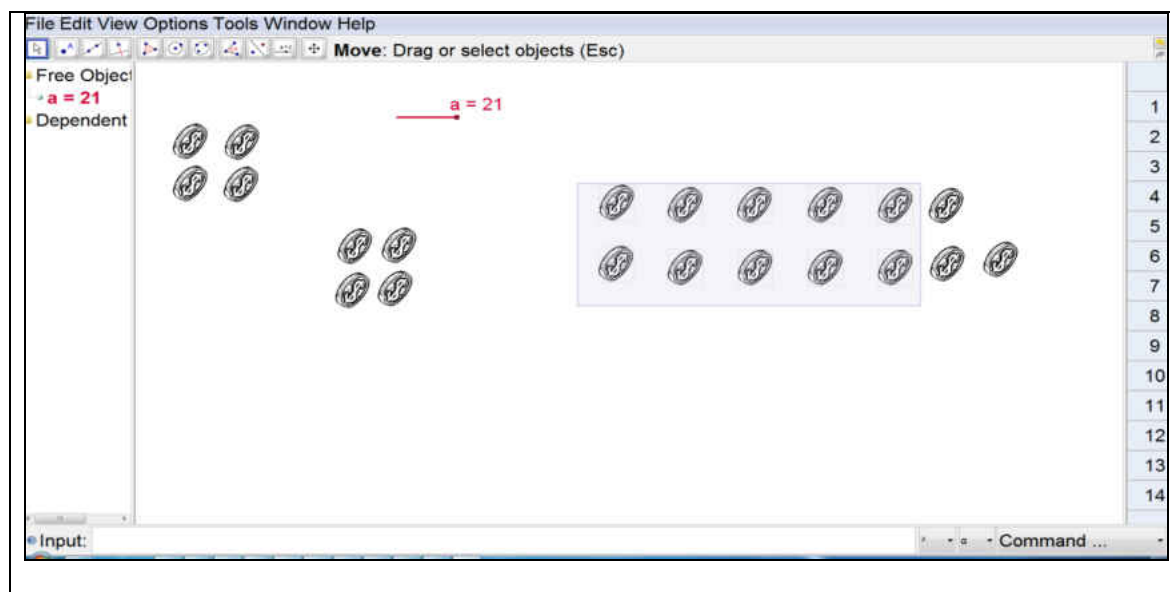 File Edit View Options Tools Window Help
Move: Drag or select objects (Esc)
Free Object
a = 21
Dependent
a = 21
1
2
3
4
5
6
7
8
9
10
11
12
13
14
Input:
Command ...